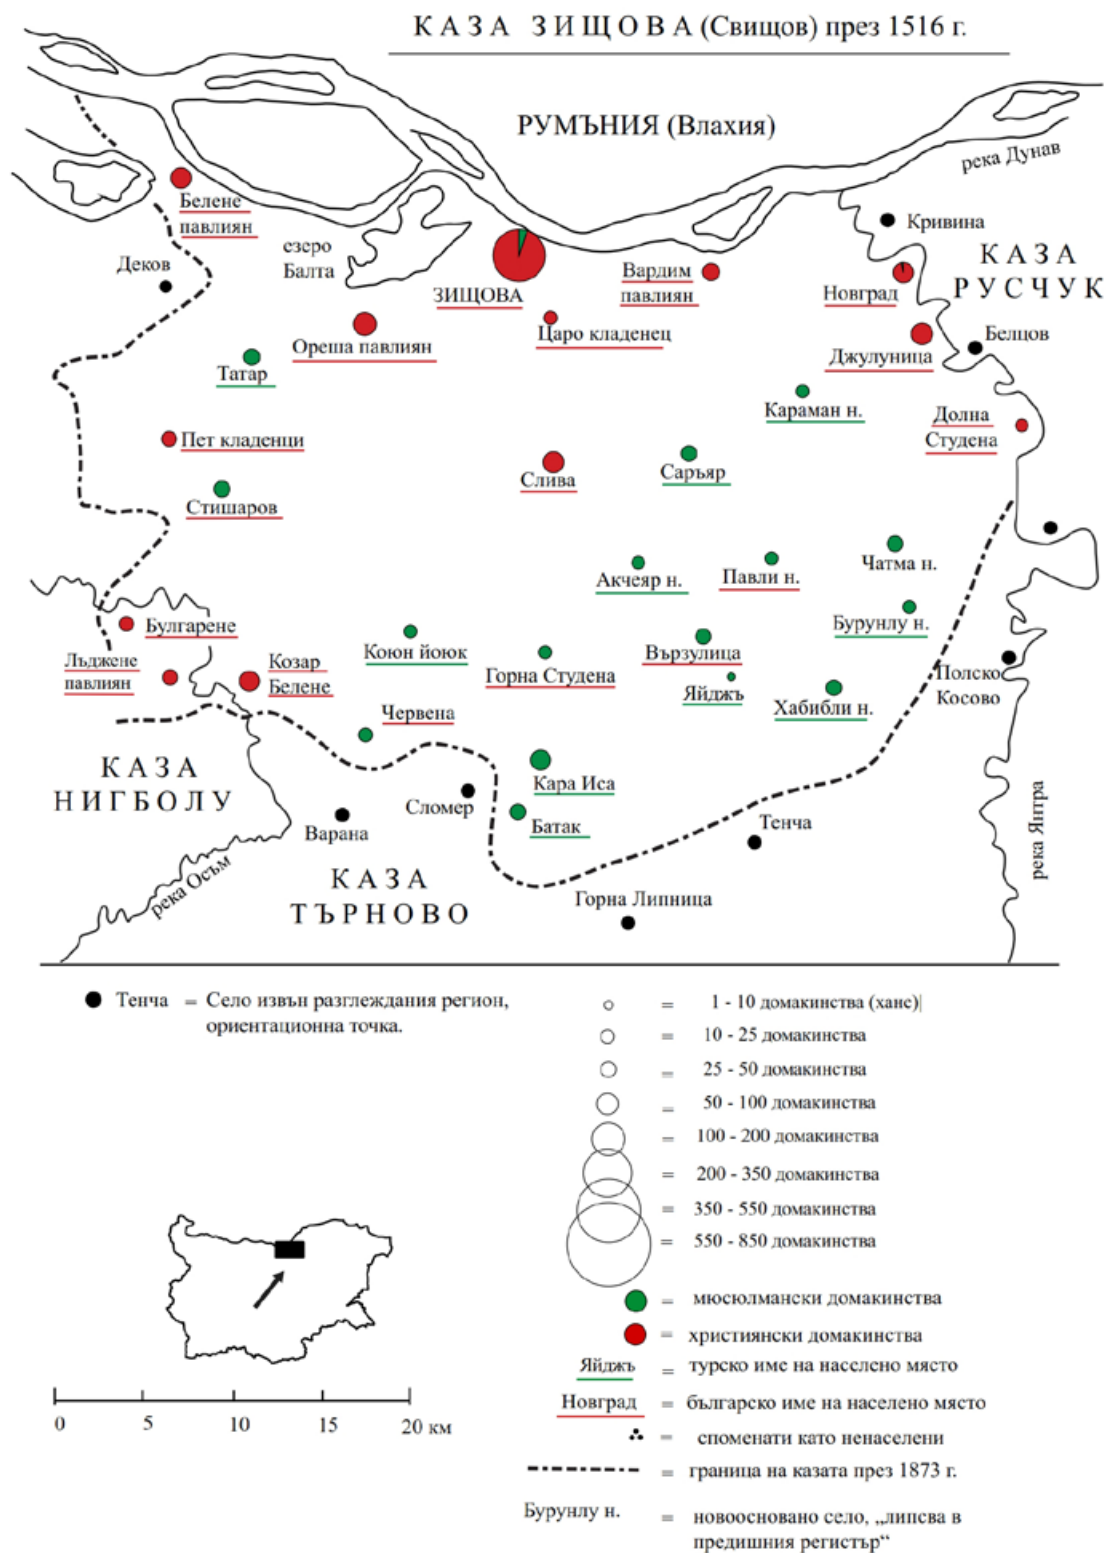 КАЗА ЗИЩОВА (Свищов) през 1516 г.
РУМЪНИЯ (Влахия)
река Дунав
Белене
павлиян
Кривина
езеро
Балта
Деков
КАЗА
РУСЧУК
ЗИЩОВА
Вардим
павлиян
Новград
Царо кладенец
Ореша павлиян
Белцов
Джулуница
Татар
Караман н.
Долна
Студена
Пет кладенци
Слива
Саръяр
Стишаров
Чатма н.
Акчеяр н.
Павли н.
Булгарене
Бурунлу н.
Коюн йоюк
Вързулица
Лъджене
павлиян
Козар
Белене
Горна Студена
Яйджъ
Полско
Косово
Хабибли н.
Червена
КАЗА
НИГБОЛУ
Кара Иса
Сломер
Батак
Варана
Тенча
река Янтра
река Осъм
КАЗА
ТЪРНОВО
Горна Липница
Тенча = Село извън разглеждания регион,
ориентационна точка.
= 1 - 10 домакинства (ханс)
= 10 - 25 домакинства
= 25 - 50 домакинства
= 50 - 100 домакинства
= 100 - 200 домакинства
= 200 - 350 домакинства
= 350 - 550 домакинства
= 550 - 850 домакинства
= мюсюлмански домакинства
= християнски домакинства
Яйджъ = турско име на населено място
Новград = българско име на населено място
= споменати като ненаселени
= граница на казата през 1873 г.
Бурунлу н. = новоосновано село, „липсва в
предишния регистър“
0 5 10 15 20 км